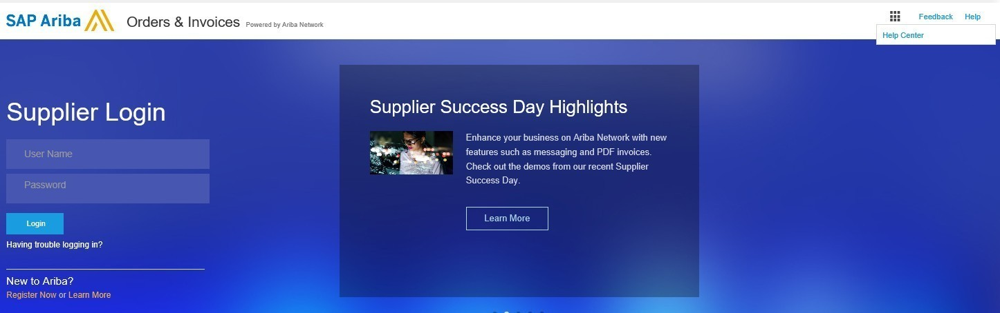 SAP Ariba Orders & Invoices Powered by Ariba Network
Feedback Help
Help Center
Supplier Login
User Name
Password
Login
Having trouble logging in?
New to Ariba?
Register Now or Learn More
Supplier Success Day Highlights
Enhance your business on Ariba Network with new
features such as messaging and PDF invoices.
Check out the demos from our recent Supplier
Success Day.
Learn More